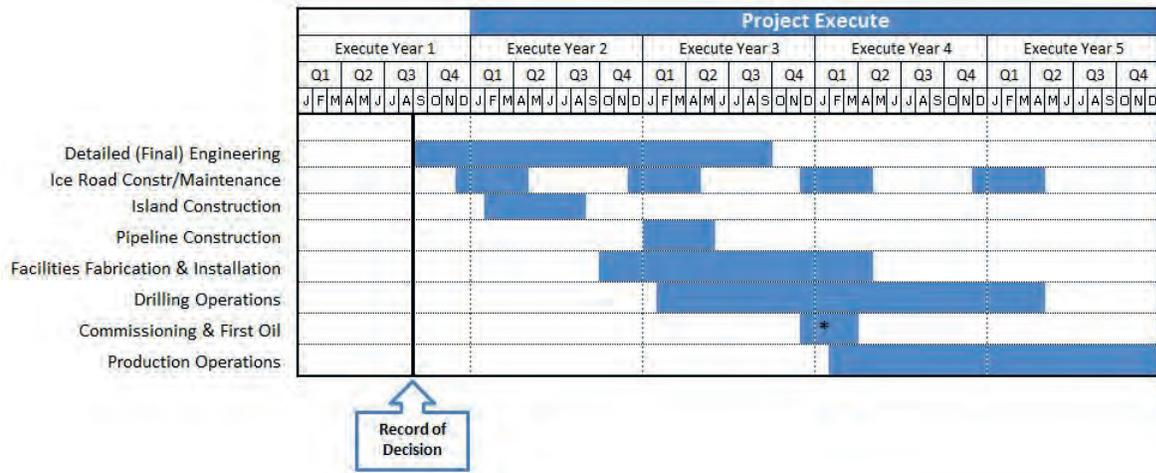 Project Execute
Execute Year 1 Execute Year 2 Execute Year 3 Execute Year 4 Execute Year 5
Q1 Q2 Q3 Q4 Q1 Q2 Q3 Q4 Q1 Q2 Q3 Q4 Q1 Q2 Q3 Q4 Q1 Q2 Q3 Q4
J F M A M J J A S O N D J F M A M J J A S O N D J F M A M J J A S O N D J F M A M J J A S O N D J F M A M J J A S O N D
Detailed (Final) Engineering
Ice Road Constr/Maintenance
Island Construction
Pipeline Construction
Facilities Fabrication & Installation
Drilling Operations
Commissioning & First Oil *
Production Operations
Record of
Decision